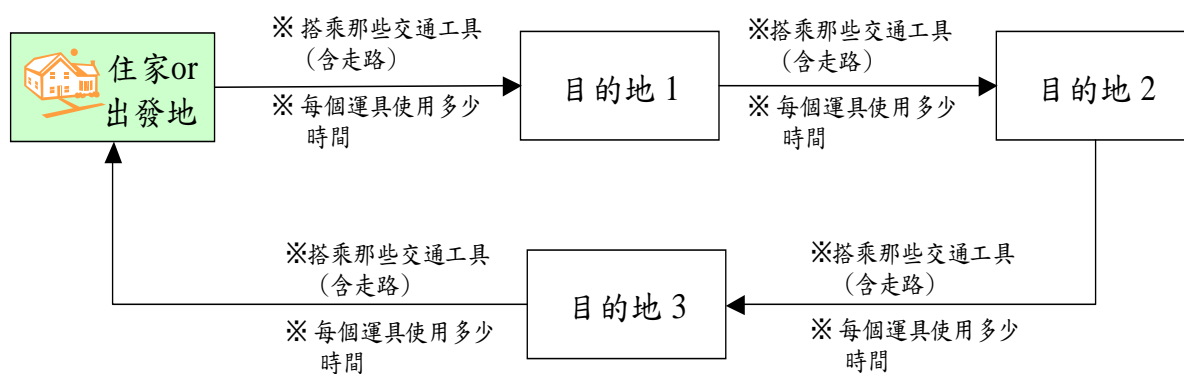 住家or
出發地
※ 搭乘那些交通工具
（含走路）
※ 每個運具使用多少
時間
目的地 1
※搭乘那些交通工具
（含走路）
※ 每個運具使用多少
時間
目的地 2
※搭乘那些交通工具
（含走路）
※ 每個運具使用多少
時間
目的地 3
※搭乘那些交通工具
（含走路）
※ 每個運具使用多少
時間